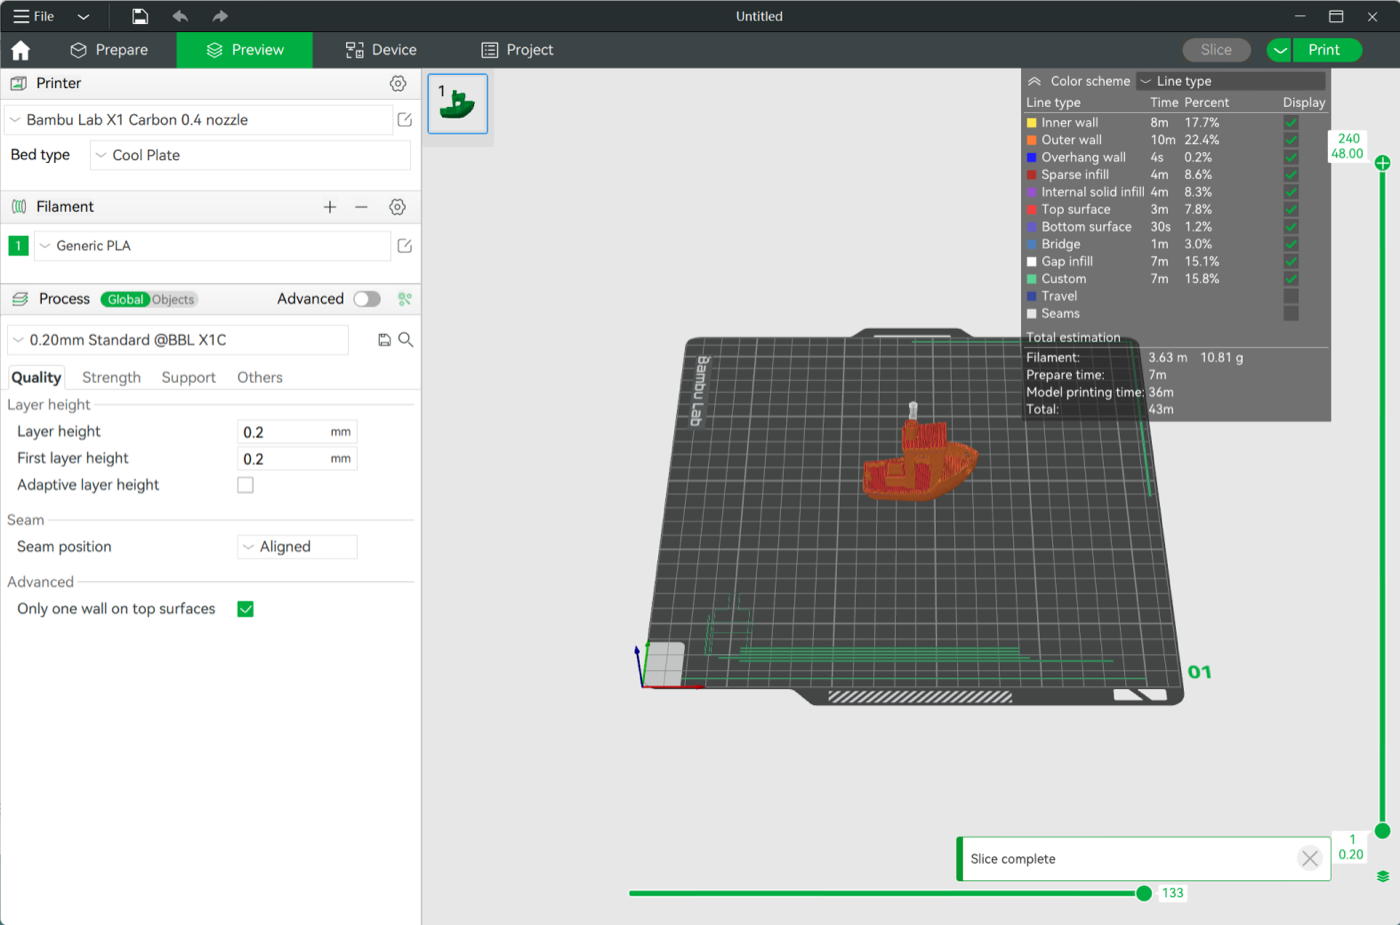 File
Untitled
Prepare
Preview
Device
Project
Slice
Print
Printer
Bambu Lab X1 Carbon 0.4 nozzle
Bed type
Cool Plate
Filament
1
Generic PLA
Process
Global
Objects
Advanced
0.20mm Standard @BBL X1C
Quality
Strength
Support
Others
Layer height
Layer height 0.2 mm
First layer height 0.2 mm
Adaptive layer height
Seam
Seam position Aligned
Advanced
Only one wall on top surfaces
1
Color scheme Line type
Line type Time Percent Display
Inner wall 8m 17.7%
Outer wall 10m 22.4%
Overhang wall 4s 0.2%
Sparse infill 4m 8.6%
Internal solid infill 4m 8.3%
Top surface 3m 7.8%
Bottom surface 30s 1.2%
Bridge 1m 3.0%
Gap infill 7m 15.1%
Custom 7m 15.8%
Travel
Seams
Total estimation
Filament: 3.63 m 10.81 g
Prepare time: 7m
Model printing time: 36m
Total: 43m
240
48.00
Bambu Lab
01
Slice complete
1
0.20
133